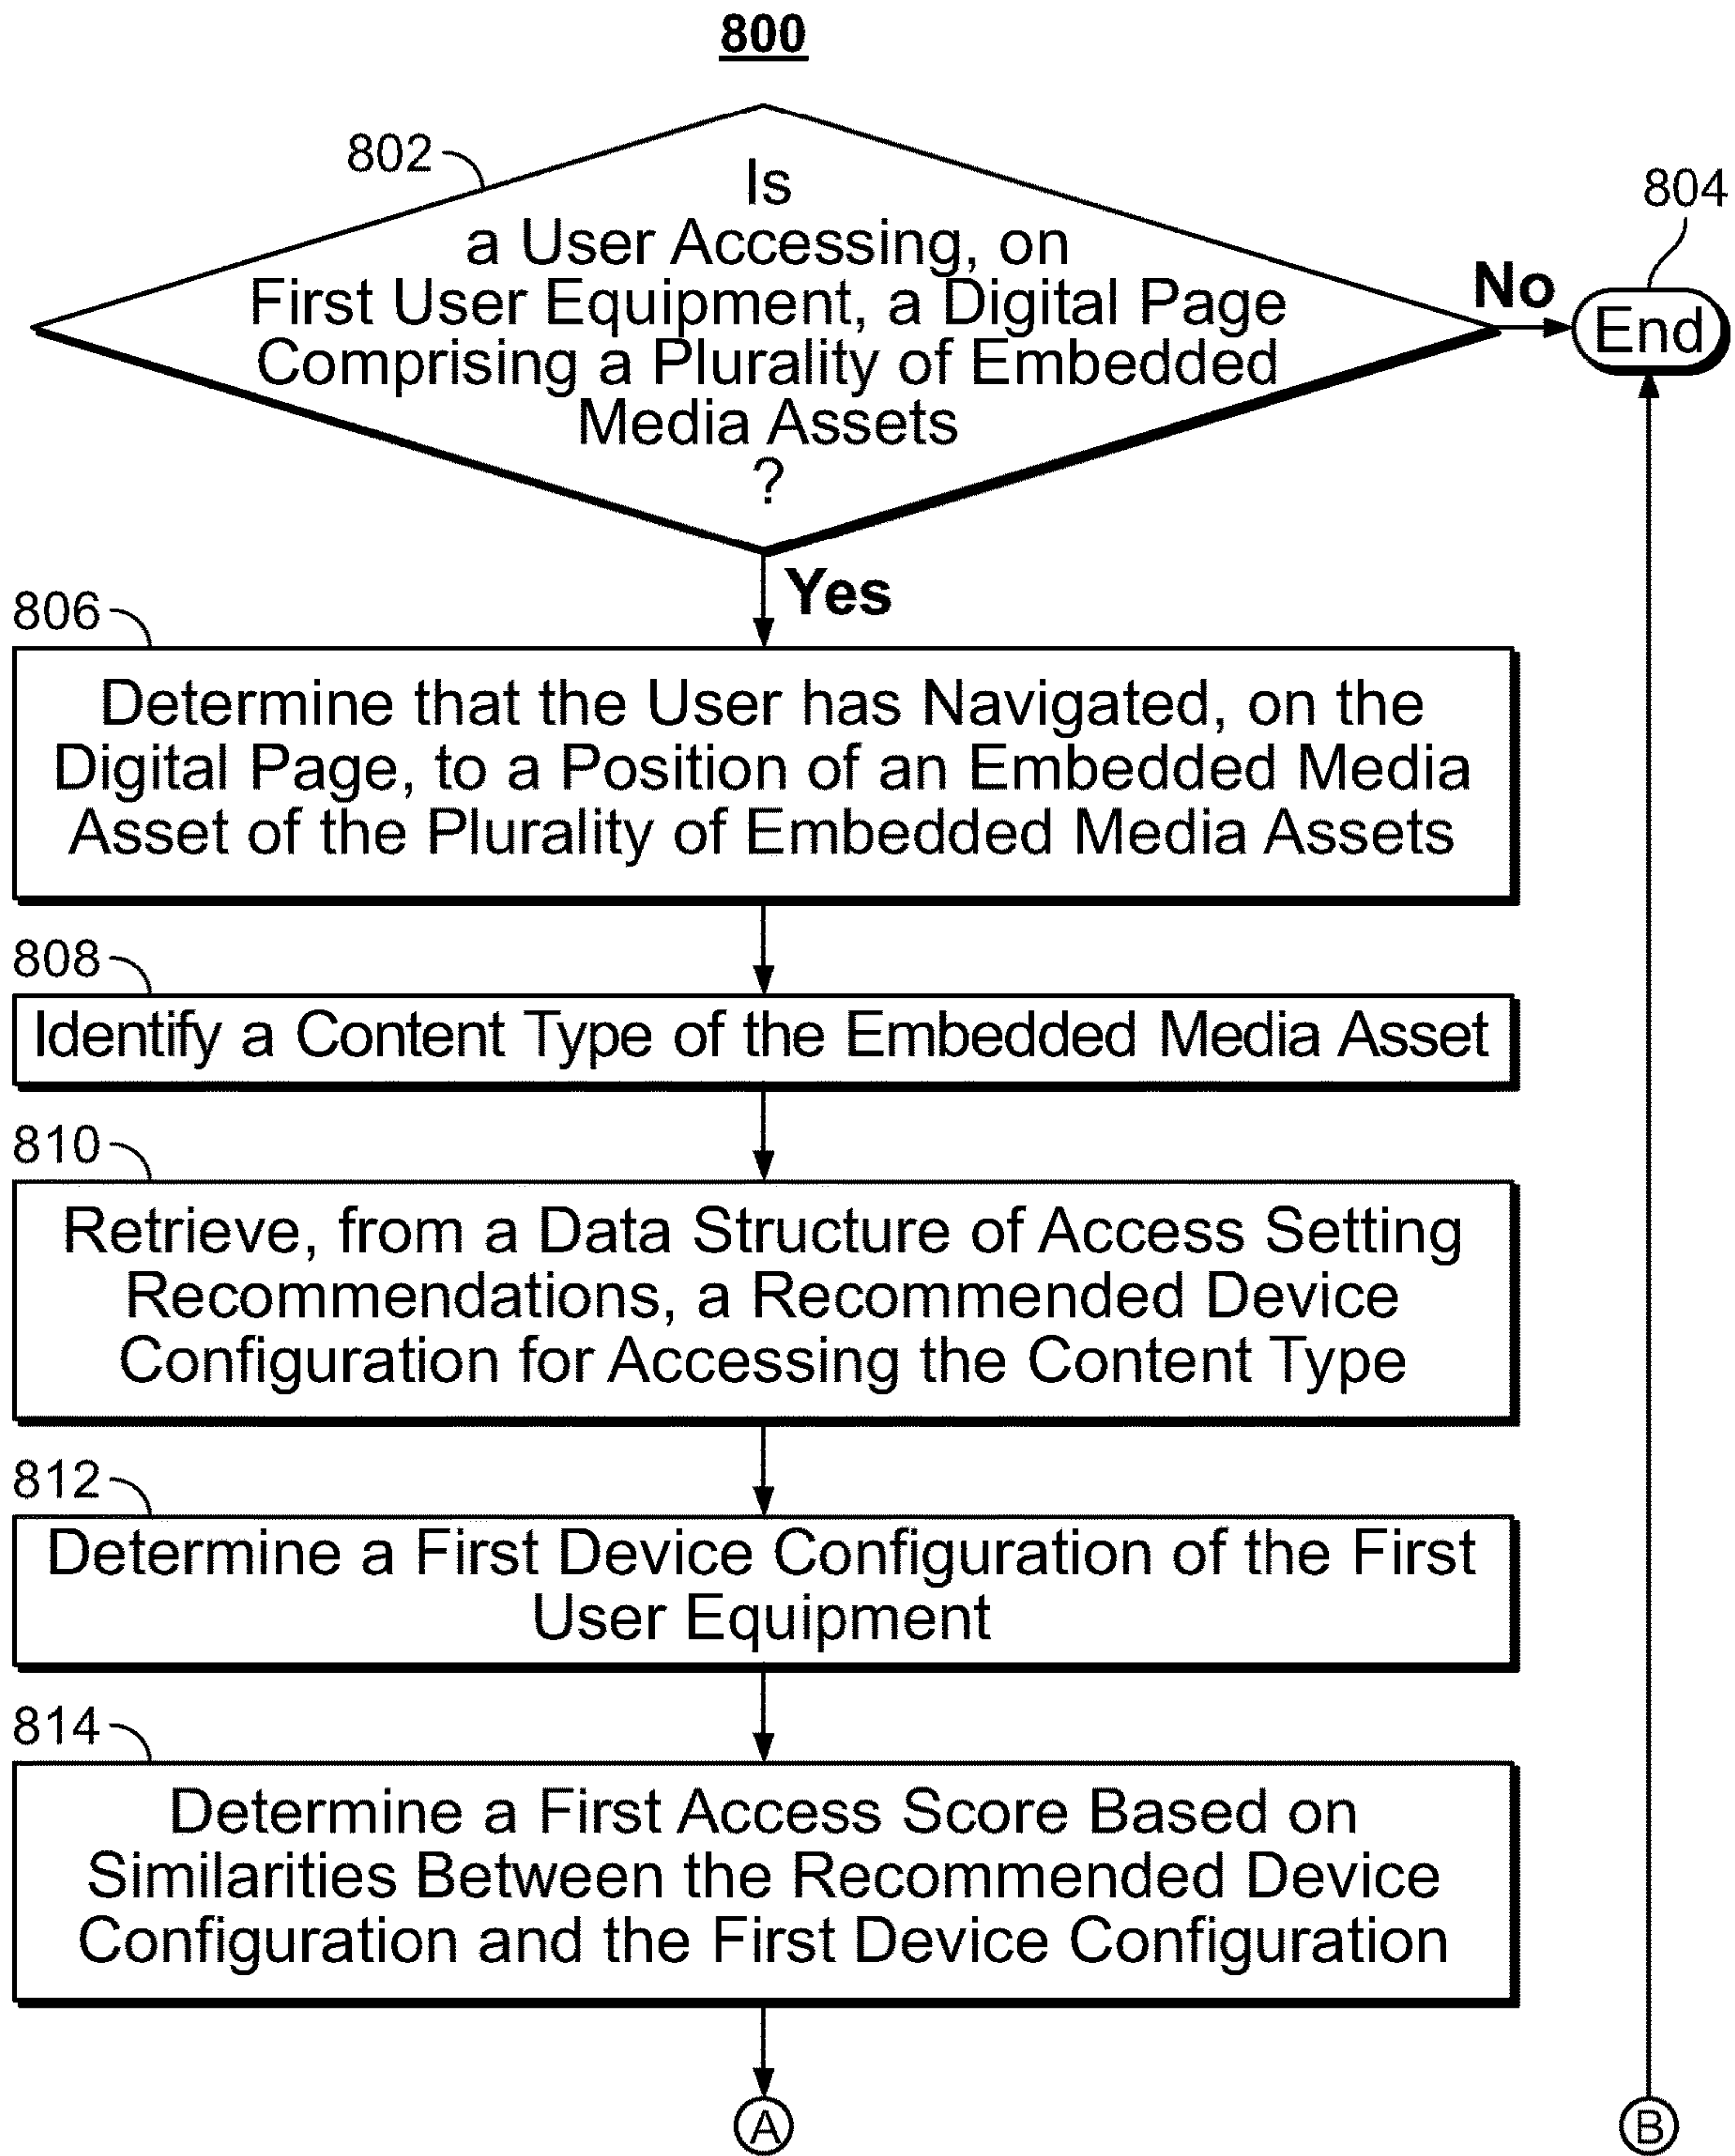 800
802
Is
a User Accessing, on
First User Equipment, a Digital Page
Comprising a Plurality of Embedded
Media Assets
?
No
804
End
Yes
806
Determine that the User has Navigated, on the
Digital Page, to a Position of an Embedded Media
Asset of the Plurality of Embedded Media Assets
808
Identify a Content Type of the Embedded Media Asset
810
Retrieve, from a Data Structure of Access Setting
Recommendations, a Recommended Device
Configuration for Accessing the Content Type
812
Determine a First Device Configuration of the First
User Equipment
814
Determine a First Access Score Based on
Similarities Between the Recommended Device
Configuration and the First Device Configuration
A
B